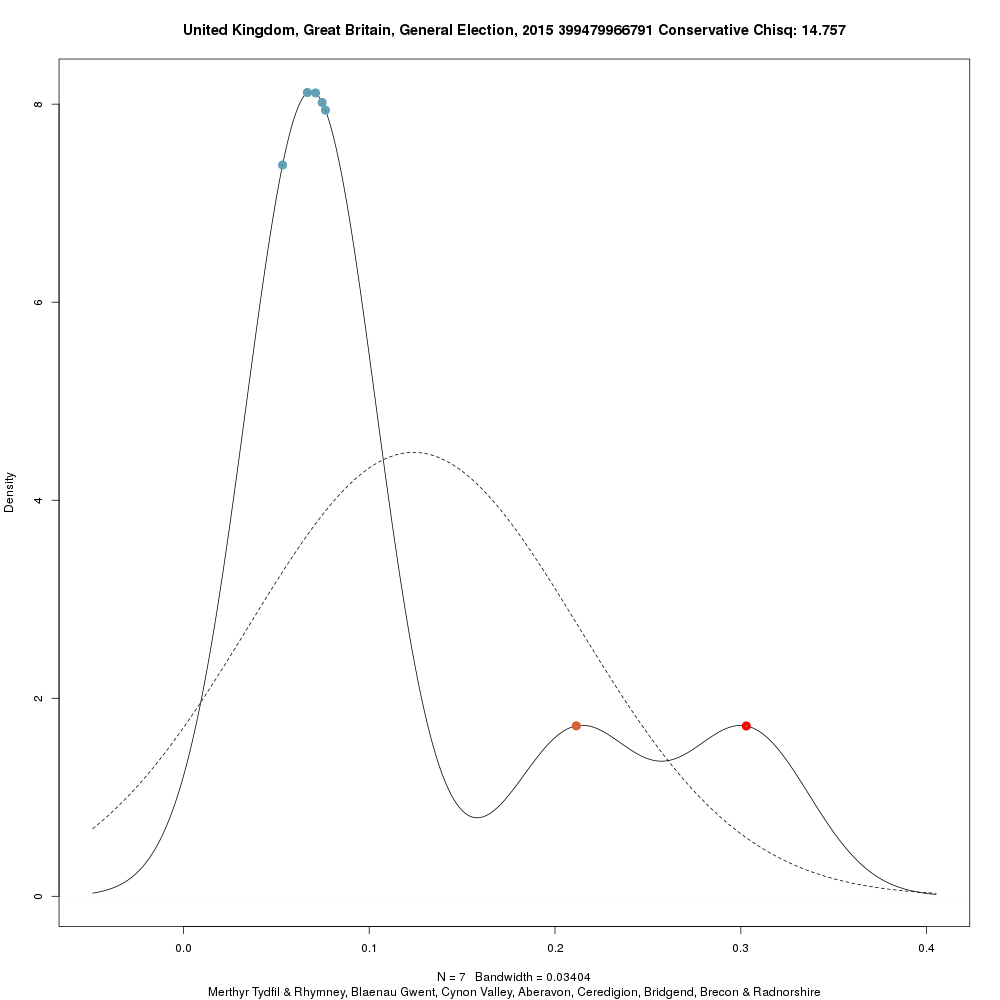 United Kingdom, Great Britain, General Election, 2015 399479966791 Conservative Chisq: 14.757
Density
8
6
4
2
0
0.0 0.1 0.2 0.3 0.4
N = 7 Bandwidth = 0.03404
Merthyr Tydfil & Rhymney, Blaenau Gwent, Cynon Valley, Aberavon, Ceredigion, Bridgend, Brecon & Radnorshire